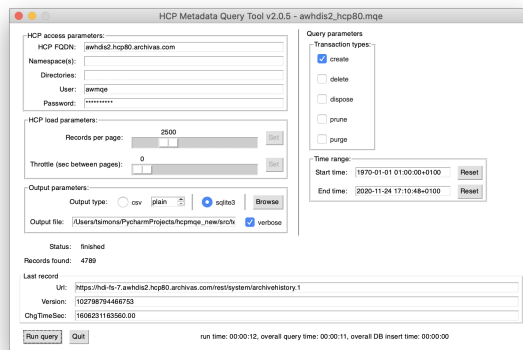 HCP Metadata Query Tool v2.0.5 - awhdis2_hcp80.mqe
HCP access parameters:
HCP FQDN: awhdis2.hcp80.archivas.com
Namespace(s):
Directories:
User: awmqe
Password: **********
HCP load parameters:
2500
Records per page: Set
0
Throttle (sec between pages): Set
Output parameters:
Output type: csv plain sqlite3 Browse
Output file: /Users/tsimons/PycharmProjects/hcpmqe_new/src/te verbose
Query parameters
Transaction types:
create
delete
dispose
prune
purge
Time range:
Start time: 1970-01-01 01:00:00+0100 Reset
End time: 2020-11-24 17:10:48+0100 Reset
Status: finished
Records found: 4789
Last record
Url: https://hdi-fs-7.awhdis2.hcp80.archivas.com/rest/system/archivehistory.1
Version: 102798794466753
ChgTimeSec: 1606231163560.00
Run query Quit run time: 00:00:12, overall query time: 00:00:11, overall DB insert time: 00:00:00